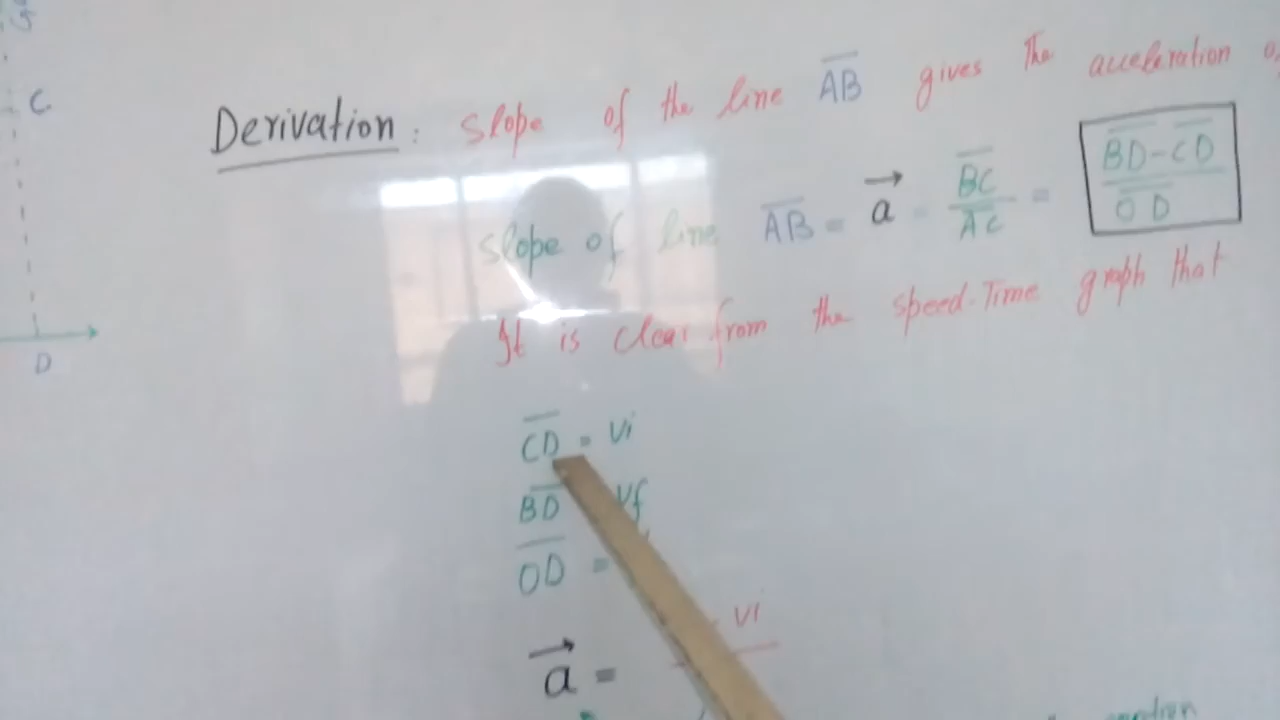 C.
Derivation: Slope of the line AB gives The acceleration
slope of line AB = a = BC/AC = BD-CD/OD
It is clear from the speed-Time graph that
D
CD = Vi
BD Vf
OD =
a = Vi